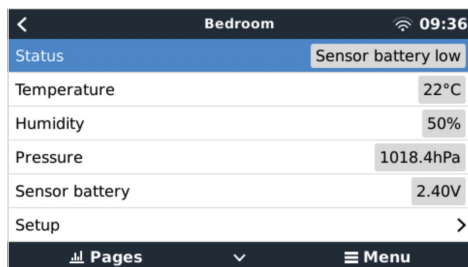 Bedroom 09:36
Status Sensor battery low
Temperature 22°C
Humidity 50%
Pressure 1018.4hPa
Sensor battery 2.40V
Setup
Pages Menu